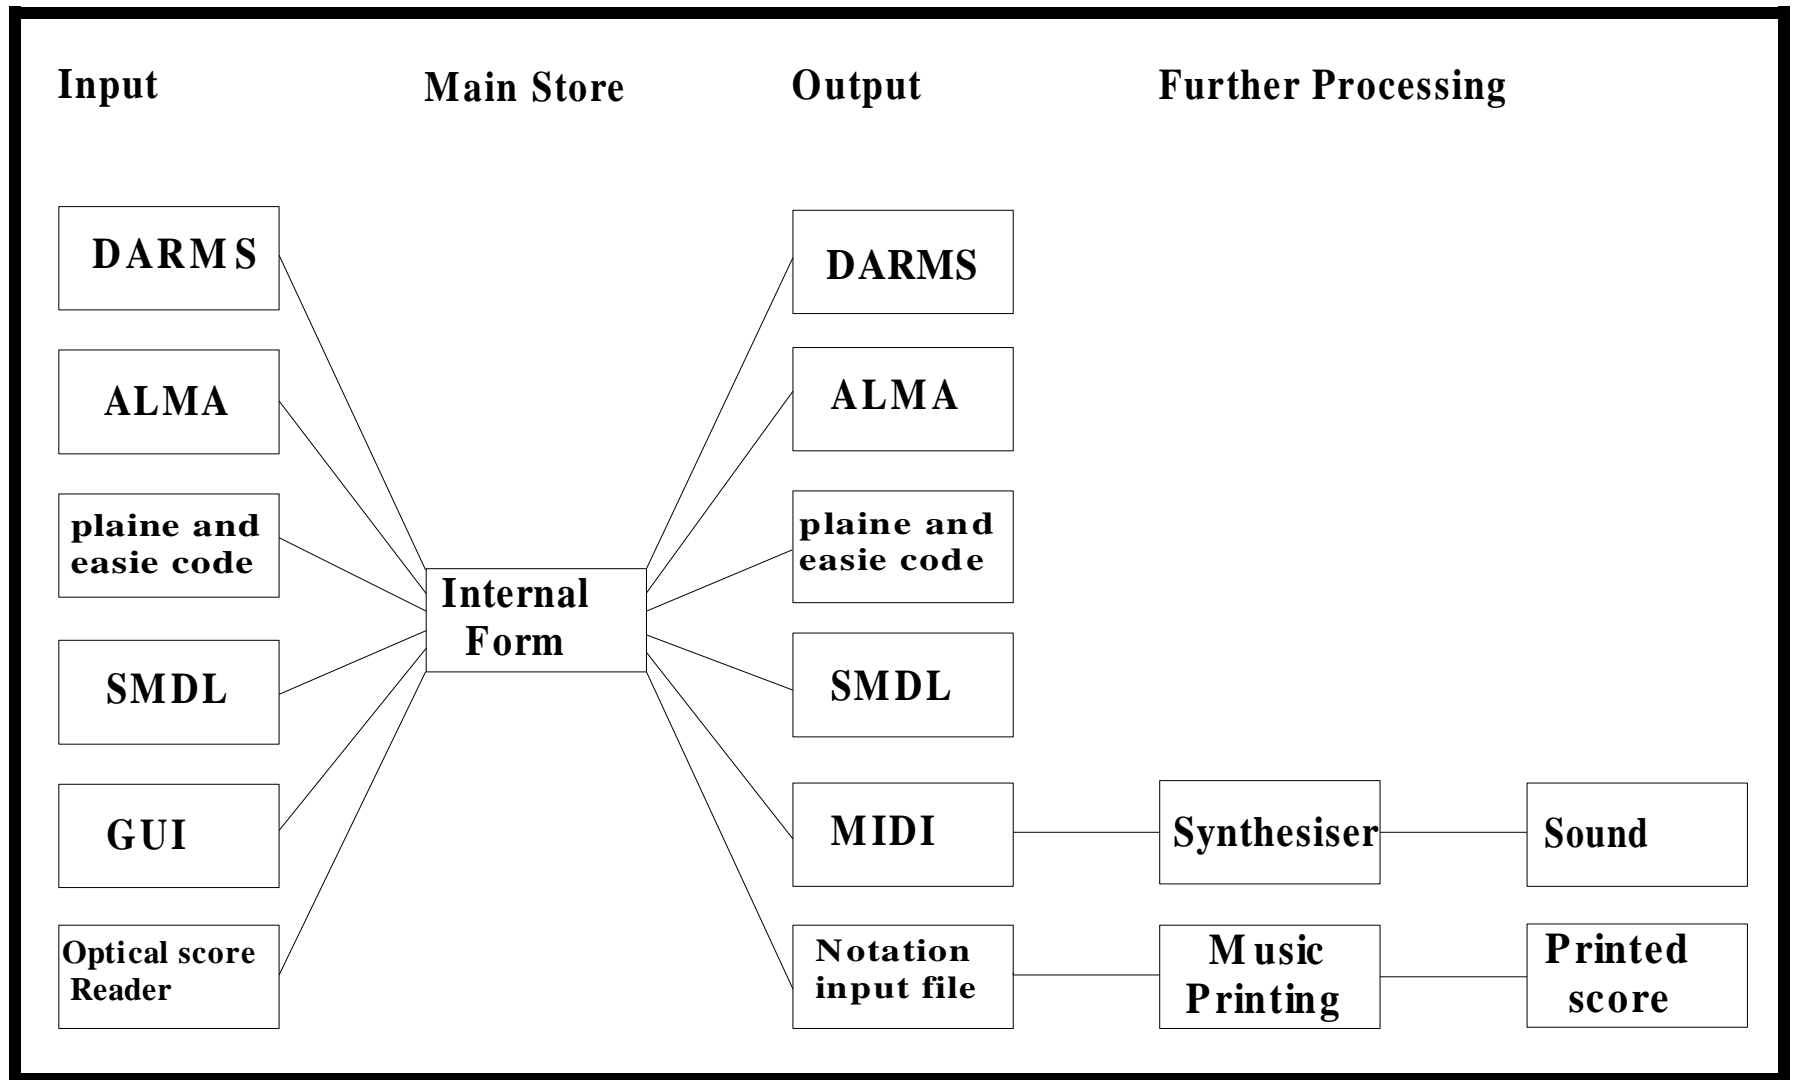 Input
Main Store
Output
Further Processing
DARMS
DARMS
ALMA
ALMA
plaine and
easie code
plaine and
easie code
Internal
Form
SMDL
SMDL
GUI
MIDI
Synthesiser
Sound
Optical score
Reader
Notation
input file
Music
Printing
Printed
score